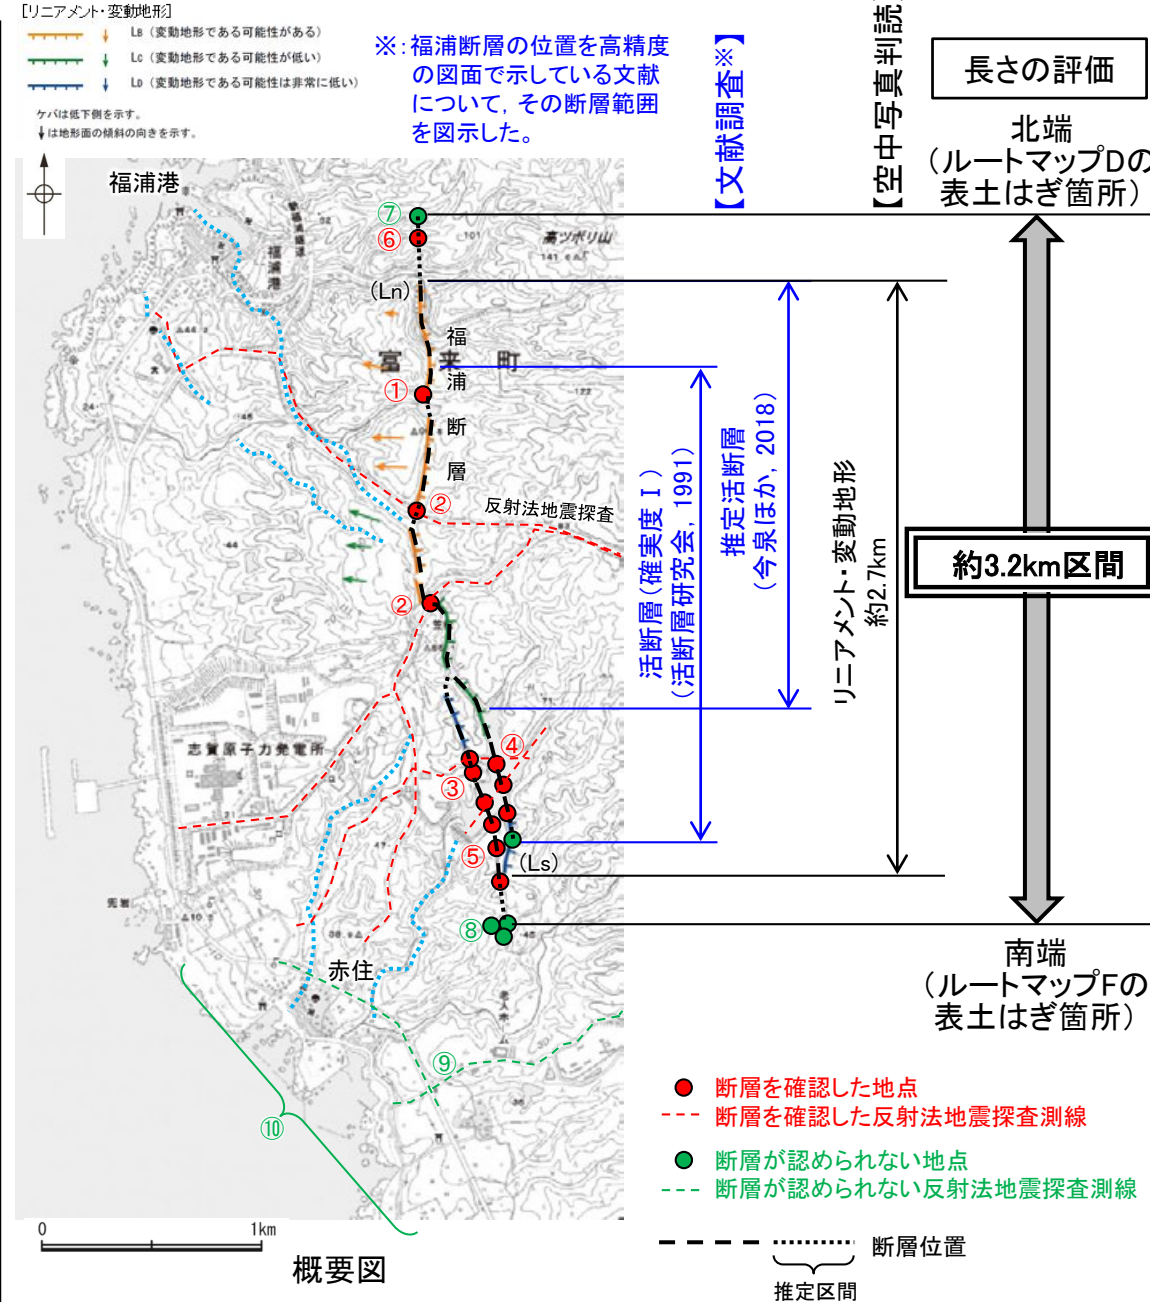 [リニアメント・変動地形]
LB（変動地形である可能性がある）
LC（変動地形である可能性が低い）
LD（変動地形である可能性は非常に低い）
ケバは低下側を示す。
↓は地形面の傾斜の向きを示す。
※：福浦断層の位置を高精度
の図面で示している文献
について，その断層範囲
を図示した。
【文献調査※】
【空中写真判読
長さの評価
北端
（ルートマップDの
表土はぎ箇所）
福浦港
⑦
⑥
101
高ツボリ山
141
福浦港
(Ln)
福浦断層
富来町
①
122
②
反射法地震探査
②
活断層（確実度Ⅰ）
（活断層研究会, 1991）
推定活断層
（今泉ほか, 2018）
リニアメント・変動地形
約2.7km
約3.2km区間
志賀原子力発電所
④
③
⑤
(Ls)
⑧
赤住
南端
（ルートマップFの
表土はぎ箇所）
⑨
⑩
断層を確認した地点
断層を確認した反射法地震探査測線
断層が認められない地点
断層が認められない反射法地震探査測線
断層位置
推定区間
0
1km
概要図